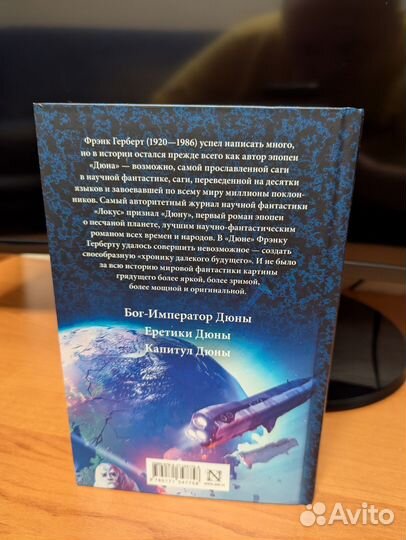 Фрэнк Герберт (1920—1986) успел написать много,
но в истории остался прежде всего как автор эпопеи
«Дюна» — возможно, самой прославленной саги
в научной фантастике, саги, переведенной на десятки
языков и завоевавшей по всему миру миллионы поклон-
ников. Самый авторитетный журнал научной фантастики
«Локус» признал «Дюну», первый роман эпопеи
о песчаной планете, лучшим научно-фантастическим
романом всех времен и народов. В «Дюне» Фрэнку
Герберту удалось совершить невозможное — создать
своеобразную «хронику далекого будущего». И не было
за всю историю мировой фантастики картины
грядущего более яркой, более зримой,
более мощной и оригинальной.
Бог-Император Дюны
Еретики Дюны
Капитул Дюны
N
Avito